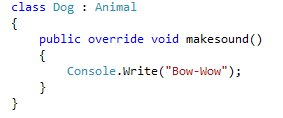 class Dog : Animal
{
    public override void makesound()
    {
        Console.Write("Bow-Wow");
    }
}